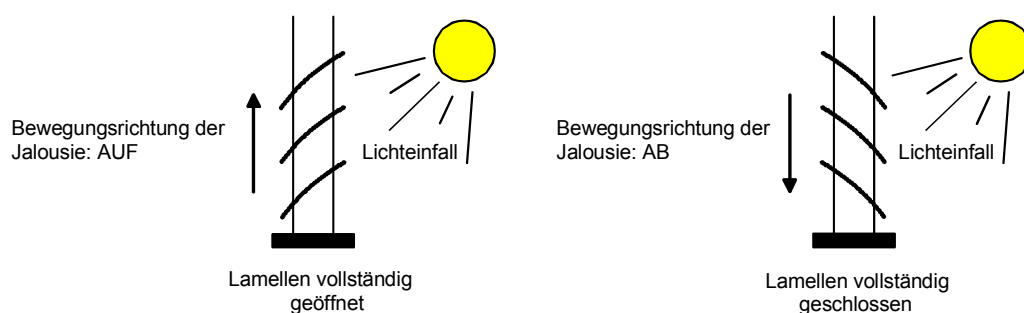 Bewegungsrichtung der
Jalousie: AUF
Lichteinfall
Lamellen vollständig
geöffnet
Bewegungsrichtung der
Jalousie: AB
Lichteinfall
Lamellen vollständig
geschlossen